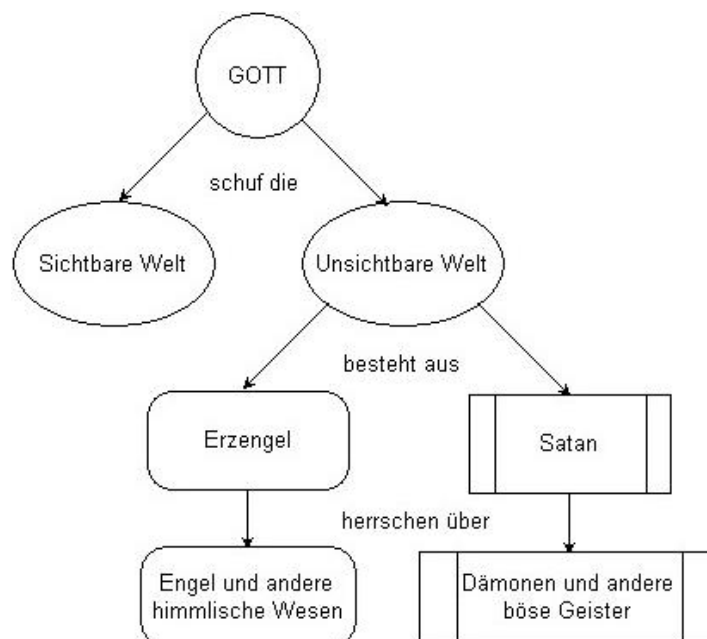 GOTT
schuf die
Sichtbare Welt
Unsichtbare Welt
besteht aus
Erzengel
Satan
herrschen über
Engel und andere
himmlische Wesen
Dämonen und andere
böse Geister